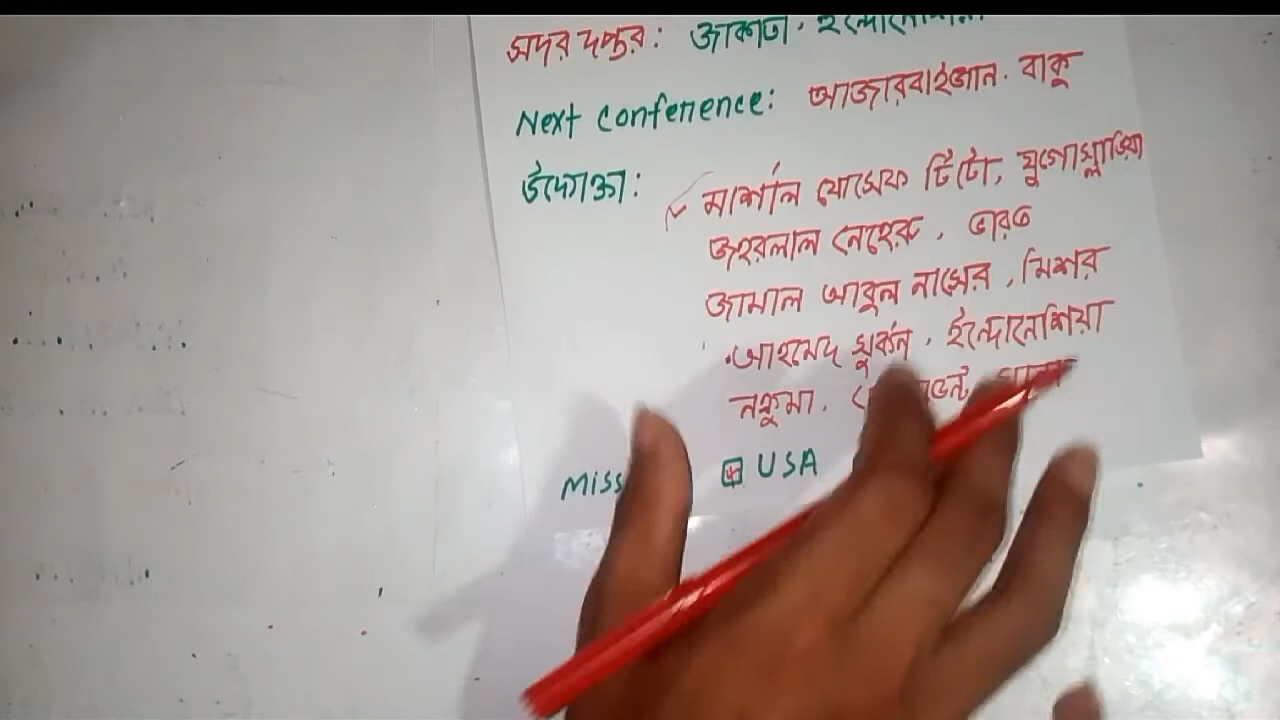 সদর দপ্তর: জাকার্তা. ইন্দোনেশিয়া
Next Conference: আজারবাইজান. বাকু
উদ্যোক্তা: মার্শাল যোসেফ টিটো, যুগোস্লাভিয়া
জহরলাল নেহেরু, ভারত
জামাল আবুল নাসের, মিশর
আহমেদ সুকর্ন. ইন্দোনেশিয়া
নক্রুমা.
Miss USA